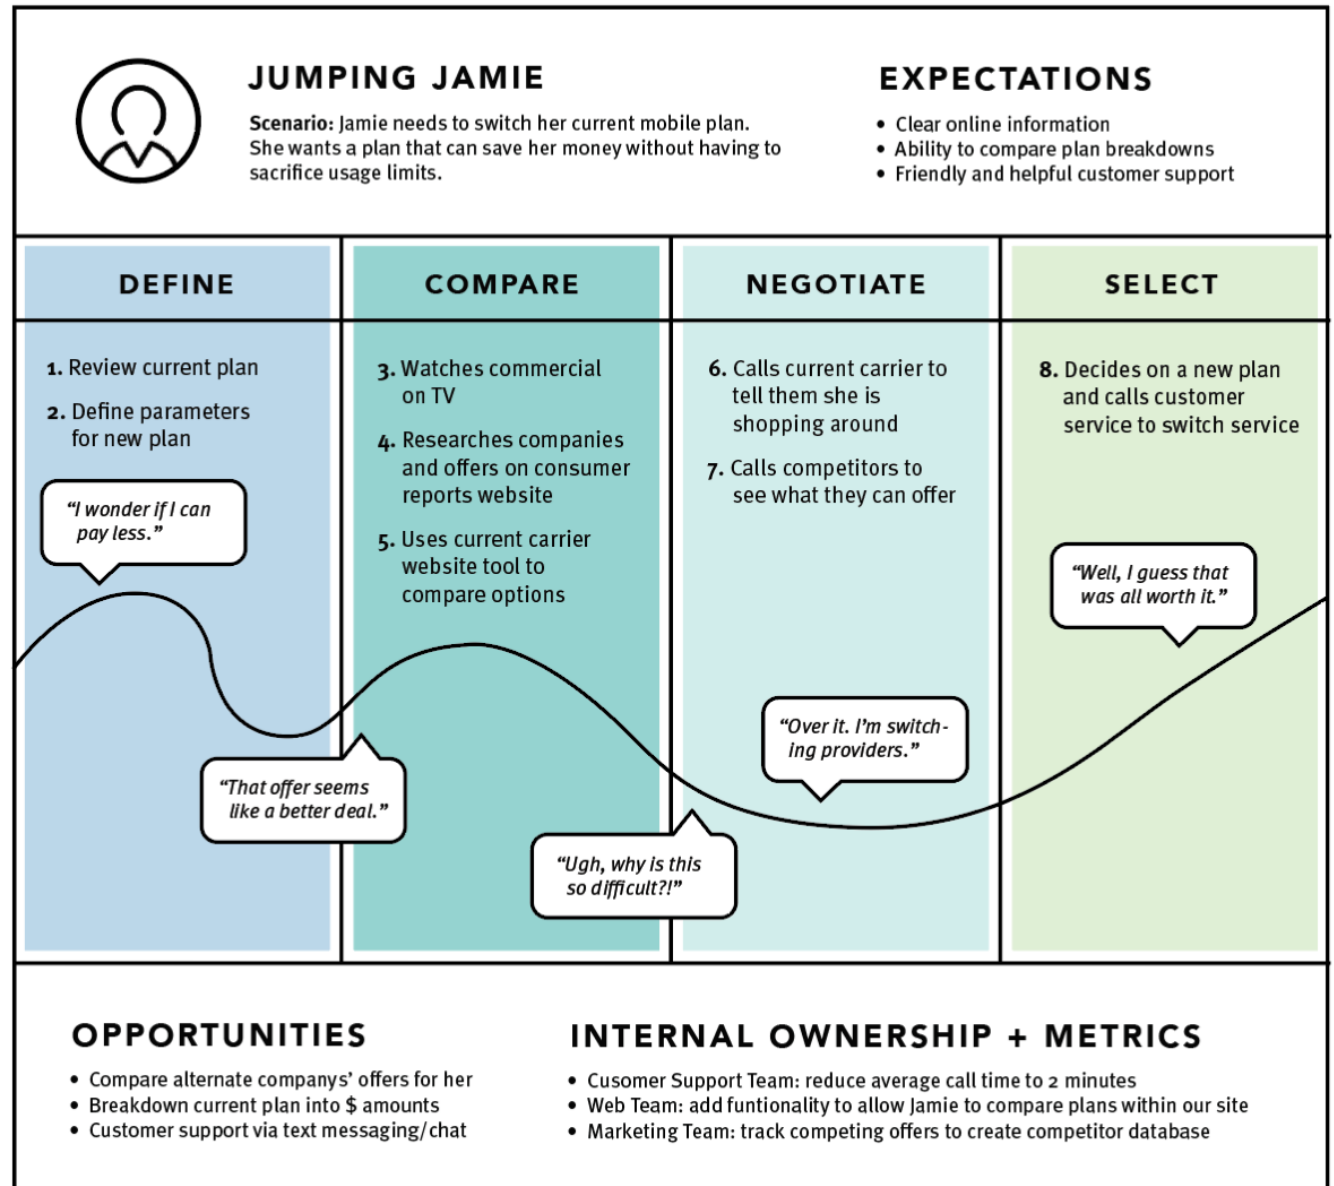 JUMPING JAMIE
Scenario: Jamie needs to switch her current mobile plan.
She wants a plan that can save her money without having to
sacrifice usage limits.
EXPECTATIONS
• Clear online information
• Ability to compare plan breakdowns
• Friendly and helpful customer support
DEFINE
1. Review current plan
2. Define parameters
for new plan
“I wonder if I can
pay less.”
“That offer seems
like a better deal.”
COMPARE
3. Watches commercial
on TV
4. Researches companies
and offers on consumer
reports website
5. Uses current carrier
website tool to
compare options
“Ugh, why is this
so difficult?!”
NEGOTIATE
6. Calls current carrier to
tell them she is
shopping around
7. Calls competitors to
see what they can offer
“Over it. I’m switch-
ing providers.”
SELECT
8. Decides on a new plan
and calls customer
service to switch service
“Well, I guess that
was all worth it.”
OPPORTUNITIES
• Compare alternate companys’ offers for her
• Breakdown current plan into $ amounts
• Customer support via text messaging/chat
INTERNAL OWNERSHIP + METRICS
• Cusomer Support Team: reduce average call time to 2 minutes
• Web Team: add funtionality to allow Jamie to compare plans within our site
• Marketing Team: track competing offers to create competitor database